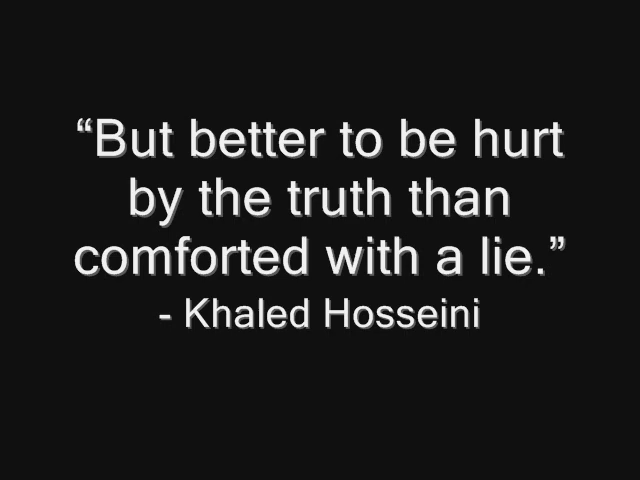 “But better to be hurt
by the truth than
comforted with a lie.”
- Khaled Hosseini